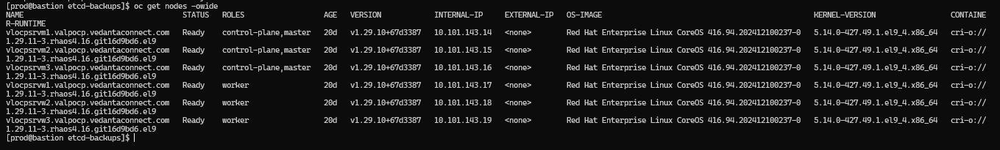 [prod@bastion etcd-backups]$ oc get nodes -owide
NAME STATUS ROLES AGE VERSION INTERNAL-IP EXTERNAL-IP OS-IMAGE KERNEL-VERSION CONTAINE
R-RUNTIME
vlocpsrvm1.valpocp.vedantaconnect.com Ready control-plane,master 20d v1.29.10+67d3387 10.101.143.14 <none> Red Hat Enterprise Linux CoreOS 416.94.202412100237-0 5.14.0-427.49.1.el9_4.x86_64 cri-o://
1.29.11-3.rhaos4.16.git16d9bd6.el9
vlocpsrvm2.valpocp.vedantaconnect.com Ready control-plane,master 20d v1.29.10+67d3387 10.101.143.15 <none> Red Hat Enterprise Linux CoreOS 416.94.202412100237-0 5.14.0-427.49.1.el9_4.x86_64 cri-o://
1.29.11-3.rhaos4.16.git16d9bd6.el9
vlocpsrvm3.valpocp.vedantaconnect.com Ready control-plane,master 20d v1.29.10+67d3387 10.101.143.16 <none> Red Hat Enterprise Linux CoreOS 416.94.202412100237-0 5.14.0-427.49.1.el9_4.x86_64 cri-o://
1.29.11-3.rhaos4.16.git16d9bd6.el9
vlocpsrvw1.valpocp.vedantaconnect.com Ready worker 20d v1.29.10+67d3387 10.101.143.17 <none> Red Hat Enterprise Linux CoreOS 416.94.202412100237-0 5.14.0-427.49.1.el9_4.x86_64 cri-o://
1.29.11-3.rhaos4.16.git16d9bd6.el9
vlocpsrvw2.valpocp.vedantaconnect.com Ready worker 20d v1.29.10+67d3387 10.101.143.18 <none> Red Hat Enterprise Linux CoreOS 416.94.202412100237-0 5.14.0-427.49.1.el9_4.x86_64 cri-o://
1.29.11-3.rhaos4.16.git16d9bd6.el9
vlocpsrvw3.valpocp.vedantaconnect.com Ready worker 20d v1.29.10+67d3387 10.101.143.19 <none> Red Hat Enterprise Linux CoreOS 416.94.202412100237-0 5.14.0-427.49.1.el9_4.x86_64 cri-o://
1.29.11-3.rhaos4.16.git16d9bd6.el9
[prod@bastion etcd-backups]$